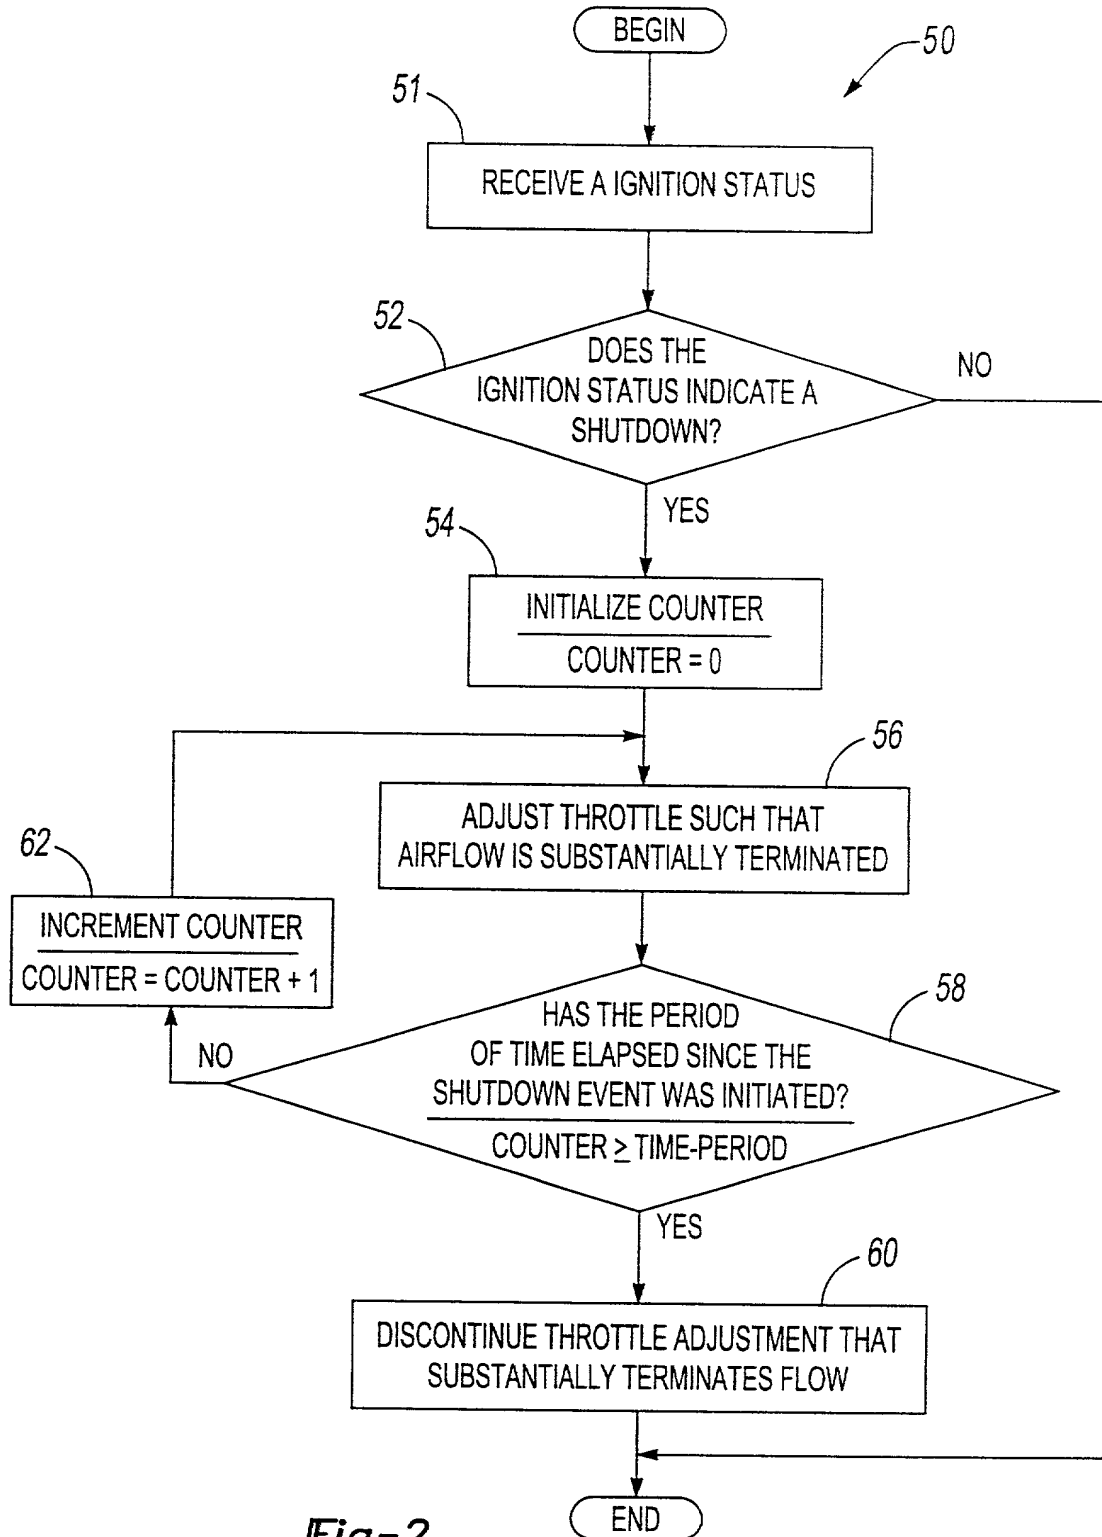 BEGIN
50
51
RECEIVE A IGNITION STATUS
52
DOES THE
IGNITION STATUS INDICATE A
SHUTDOWN?
NO
YES
54
INITIALIZE COUNTER
COUNTER = 0
56
ADJUST THROTTLE SUCH THAT
AIRFLOW IS SUBSTANTIALLY TERMINATED
62
INCREMENT COUNTER
COUNTER = COUNTER + 1
58
HAS THE PERIOD
OF TIME ELAPSED SINCE THE
SHUTDOWN EVENT WAS INITIATED?
COUNTER ≥ TIME-PERIOD
NO
YES
60
DISCONTINUE THROTTLE ADJUSTMENT THAT
SUBSTANTIALLY TERMINATES FLOW
END
Fig-2